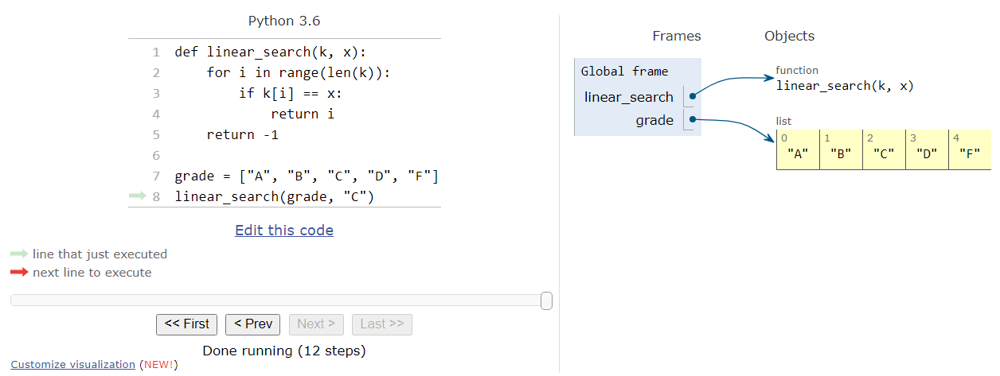 Python 3.6
1 def linear_search(k, x):
2     for i in range(len(k)):
3         if k[i] == x:
4             return i
5     return -1
6
7 grade = ["A", "B", "C", "D", "F"]
8 linear_search(grade, "C")
Edit this code
line that just executed
next line to execute
<< First < Prev Next > Last >>
Done running (12 steps)
Customize visualization (NEW!)
Frames Objects
Global frame
linear_search
grade
function
linear_search(k, x)
list
0 1 2 3 4
"A" "B" "C" "D" "F"